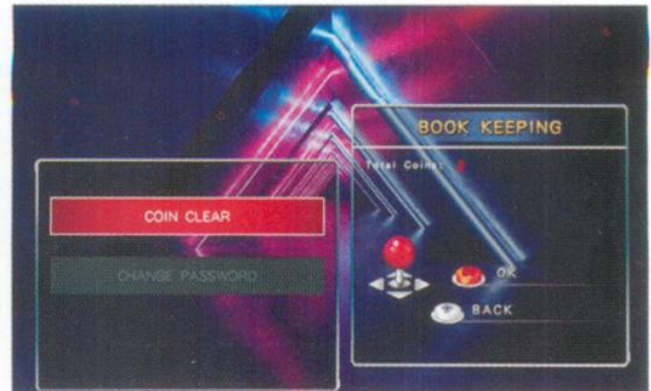 BOOK KEEPING
Total Coins:
COIN CLEAR
CHANGE PASSWORD
OK
BACK